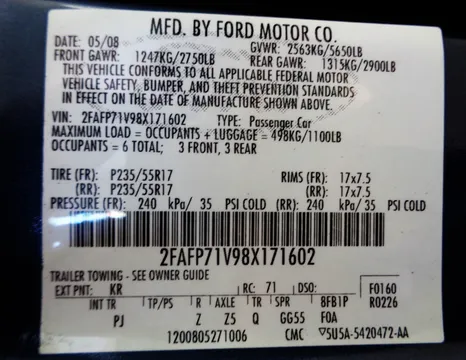 MFD. BY FORD MOTOR CO.
DATE: 05/08 GVWR: 2563KG/5650LB
FRONT GAWR: 1247KG/2750LB REAR GAWR: 1315KG/2900LB
THIS VEHICLE CONFORMS TO ALL APPLICABLE FEDERAL MOTOR
VEHICLE SAFETY, BUMPER, AND THEFT PREVENTION STANDARDS
IN EFFECT ON THE DATE OF MANUFACTURE SHOWN ABOVE.
VIN: 2FAFP71V98X171602 TYPE: Passenger Car
MAXIMUM LOAD = OCCUPANTS + LUGGAGE = 498KG/1100LB
OCCUPANTS = 6 TOTAL; 3 FRONT, 3 REAR
TIRE (FR): P235/55R17 RIMS (FR): 17x7.5
(RR): P235/55R17 (RR): 17x7.5
PRESSURE (FR): 240 kPa/ 35 PSI COLD (RR): 240 kPa/ 35 PSI COLD
2FAFP71V98X171602
TRAILER TOWING - SEE OWNER GUIDE
EXT PNT: KR RC: 71 DSO: F0160
INT TR TP/PS R AXLE TR SPR 8FB1P R0226
PJ Z Z5 Q GG55 F0A
1200805271006 CMC ▽5U5A-5420472-AA